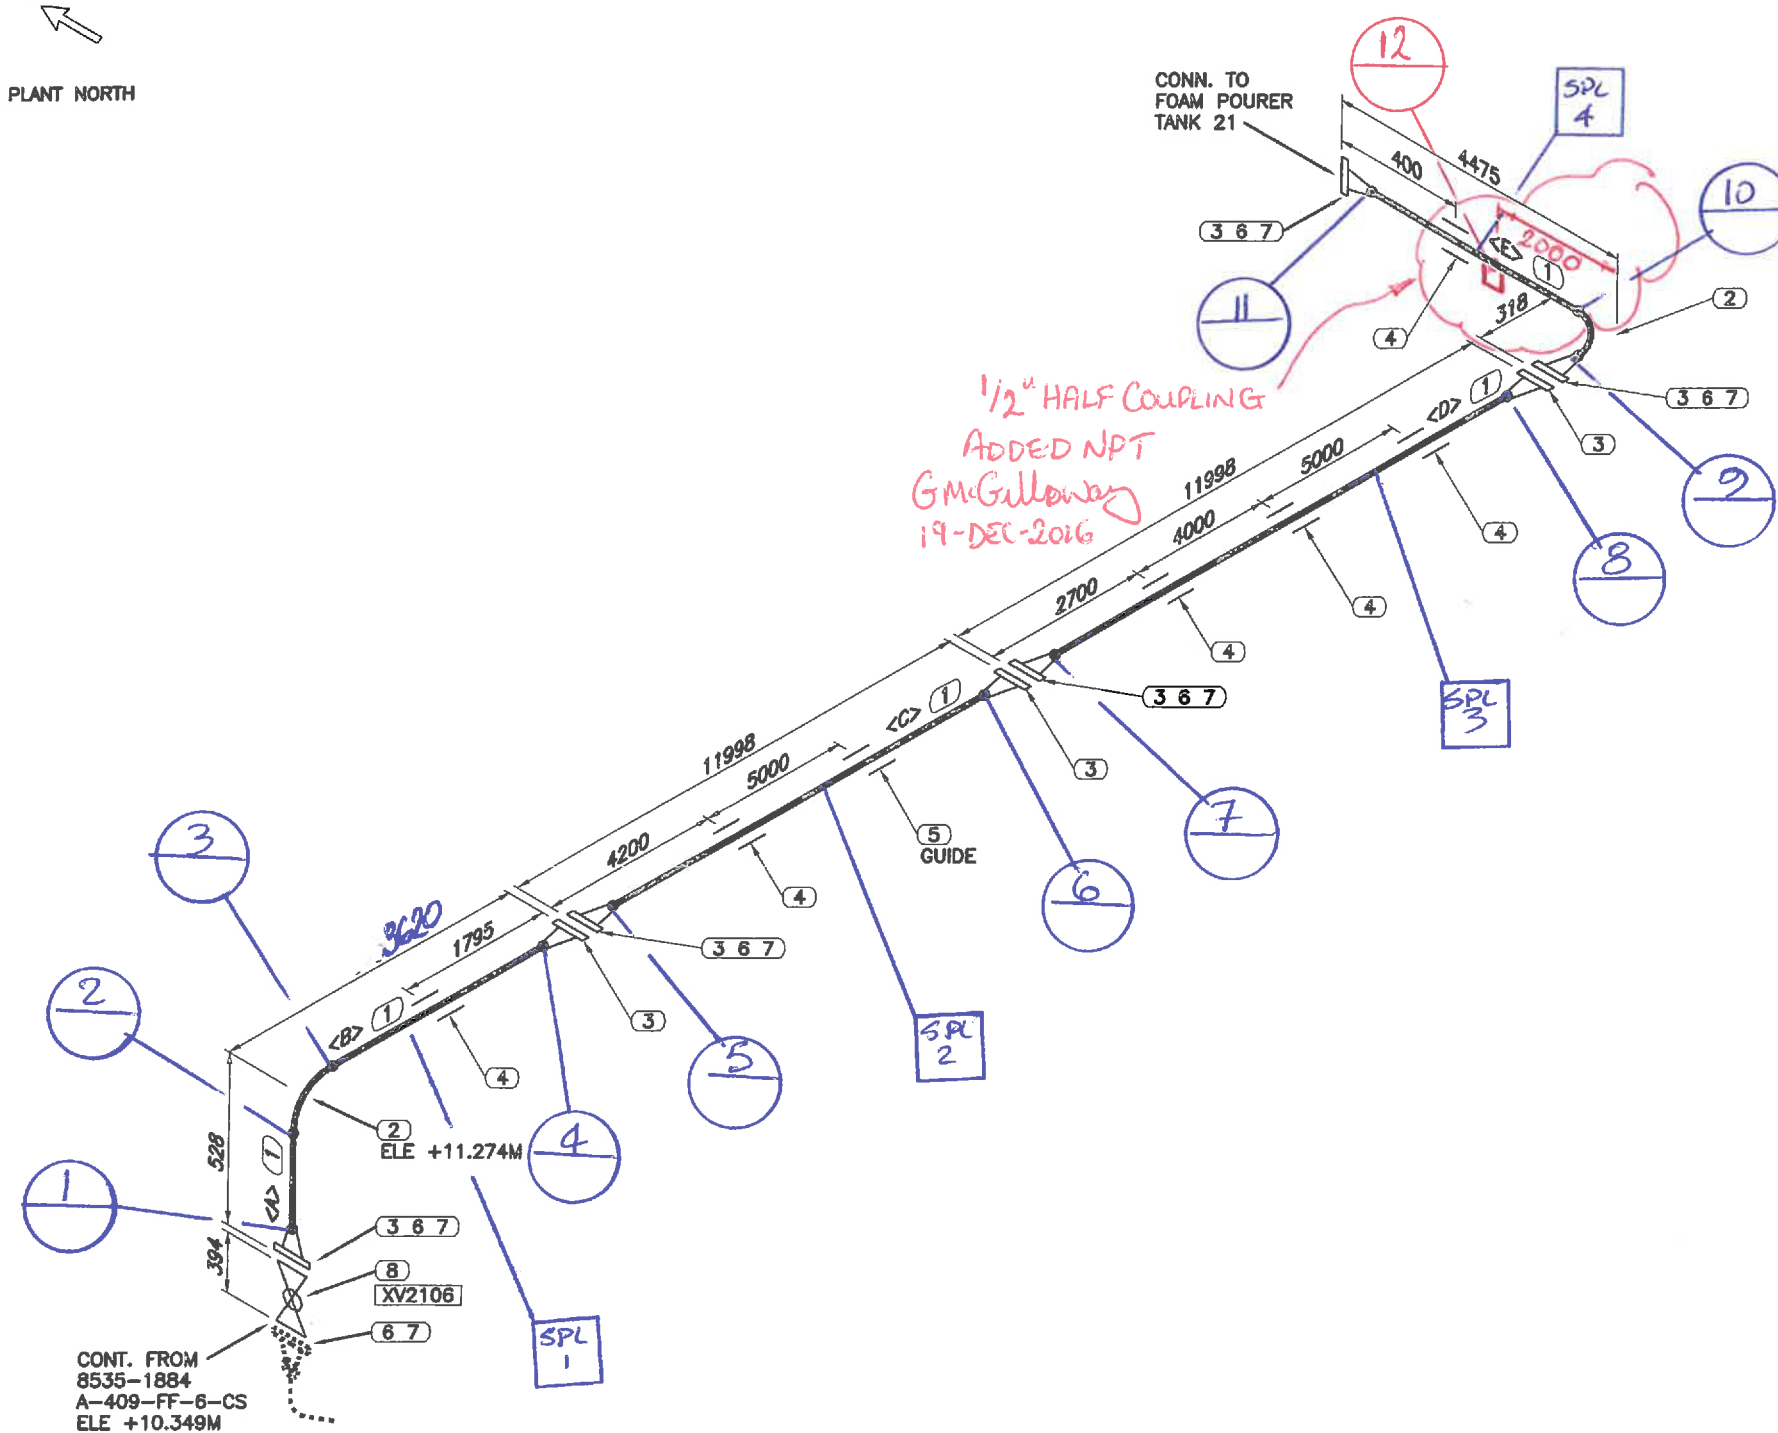 PLANT NORTH
12
SPL
4
CONN. TO
FOAM POURER
TANK 21
4475
400
10
3 6 7
<E>
1
2000
11
4
318
2
1/2" HALF COUPLING
ADDED NPT
GMcGilloway
19-DEC-2016
<D>
1
3 6 7
3
9
11998
5000
4000
4
8
2700
4
4
3 6 7
SPL
3
<C>
1
3
11998
5000
7
3
5
GUIDE
4200
4
6
3620
1795
3 6 7
2
<B>
1
3
SPL
2
5
4
528
2
ELE +11.274M
4
1
1
<A>
394
3 6 7
8
XV2106
6 7
SPL
1
CONT. FROM
8535-1884
A-409-FF-6-CS
ELE +10.349M